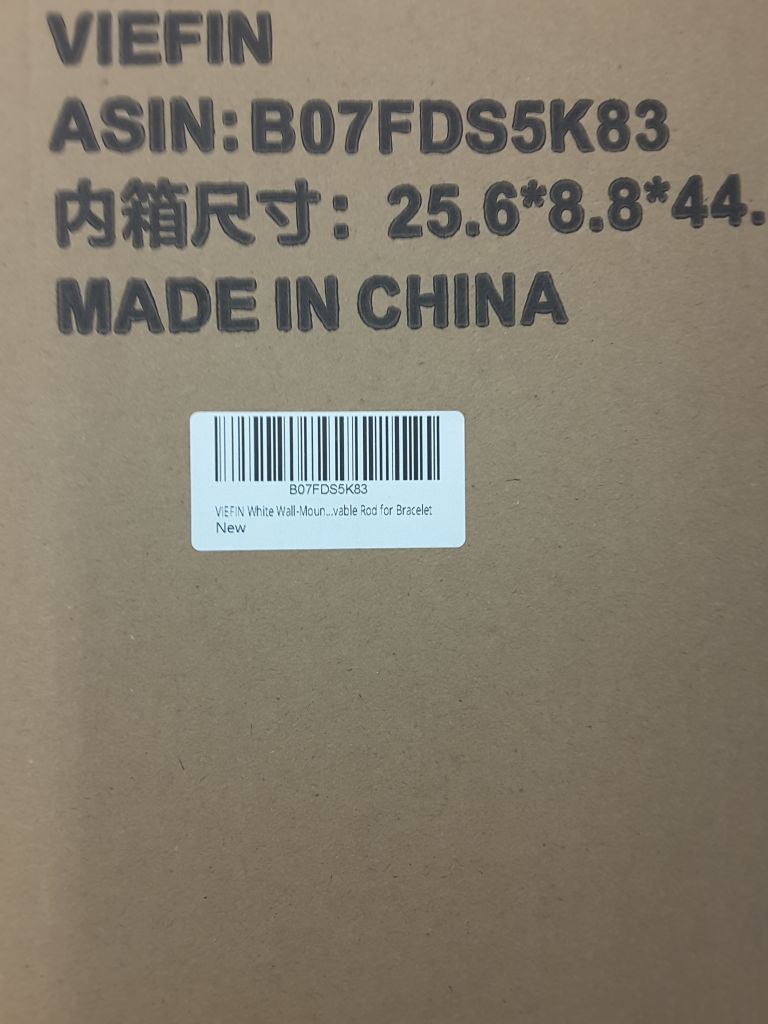 VIEFIN
ASIN:B07FDS5K83
内箱尺寸：25.6*8.8*44.
MADE IN CHINA
B07FDS5K83
VIEFIN White Wall-Moun...vable Rod for Bracelet
New